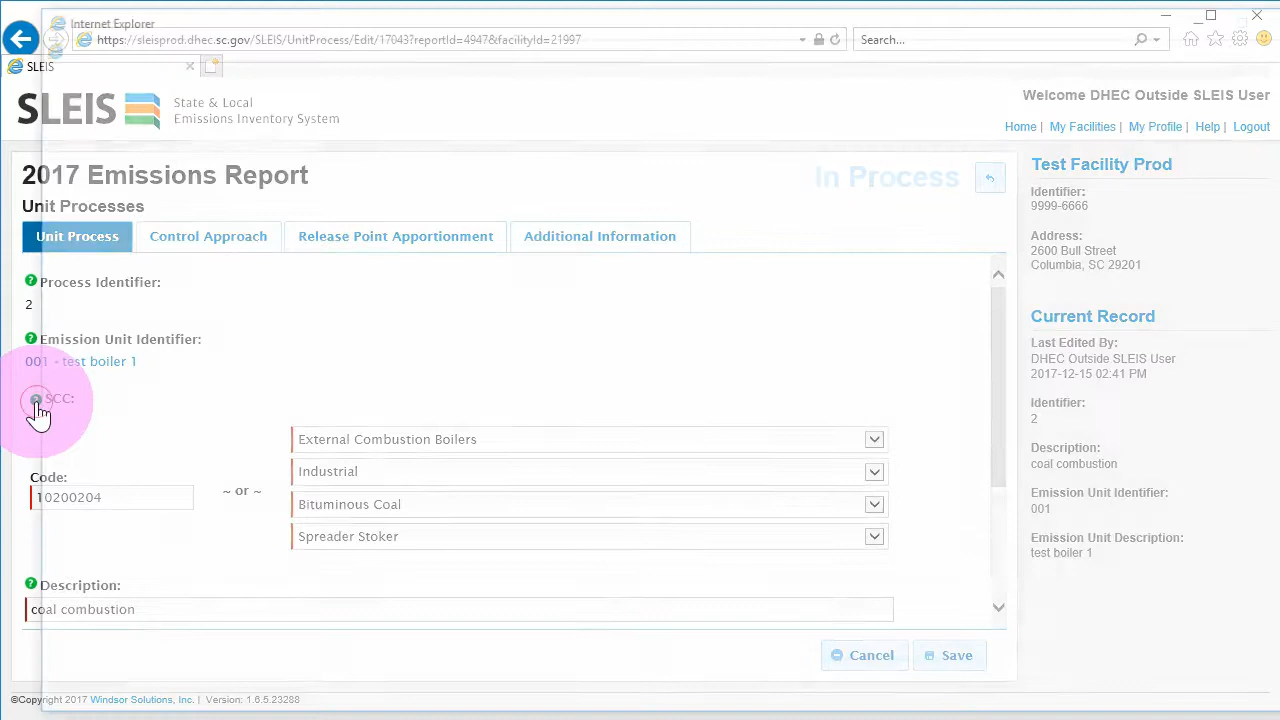 Internet Explorer
https://sleisprod.dhec.sc.gov/SLEIS/UnitProcess/Edit/17043?reportId=4947&facilityId=21997
Search...
SLEIS
SLEIS State & Local
Emissions Inventory System
Welcome DHEC Outside SLEIS User
Home | My Facilities | My Profile | Help | Logout
2017 Emissions Report
In Process
Unit Processes
Unit Process
Control Approach
Release Point Apportionment
Additional Information
Process Identifier:
2
Emission Unit Identifier:
001 - test boiler 1
SCC:
Code:
10200204
~ or ~
External Combustion Boilers
Industrial
Bituminous Coal
Spreader Stoker
Description:
coal combustion
Cancel
Save
Test Facility Prod
Identifier:
9999-6666
Address:
2600 Bull Street
Columbia, SC 29201
Current Record
Last Edited By:
DHEC Outside SLEIS User
2017-12-15 02:41 PM
Identifier:
2
Description:
coal combustion
Emission Unit Identifier:
001
Emission Unit Description:
test boiler 1
©Copyright 2017 Windsor Solutions, Inc. | Version: 1.6.5.23288